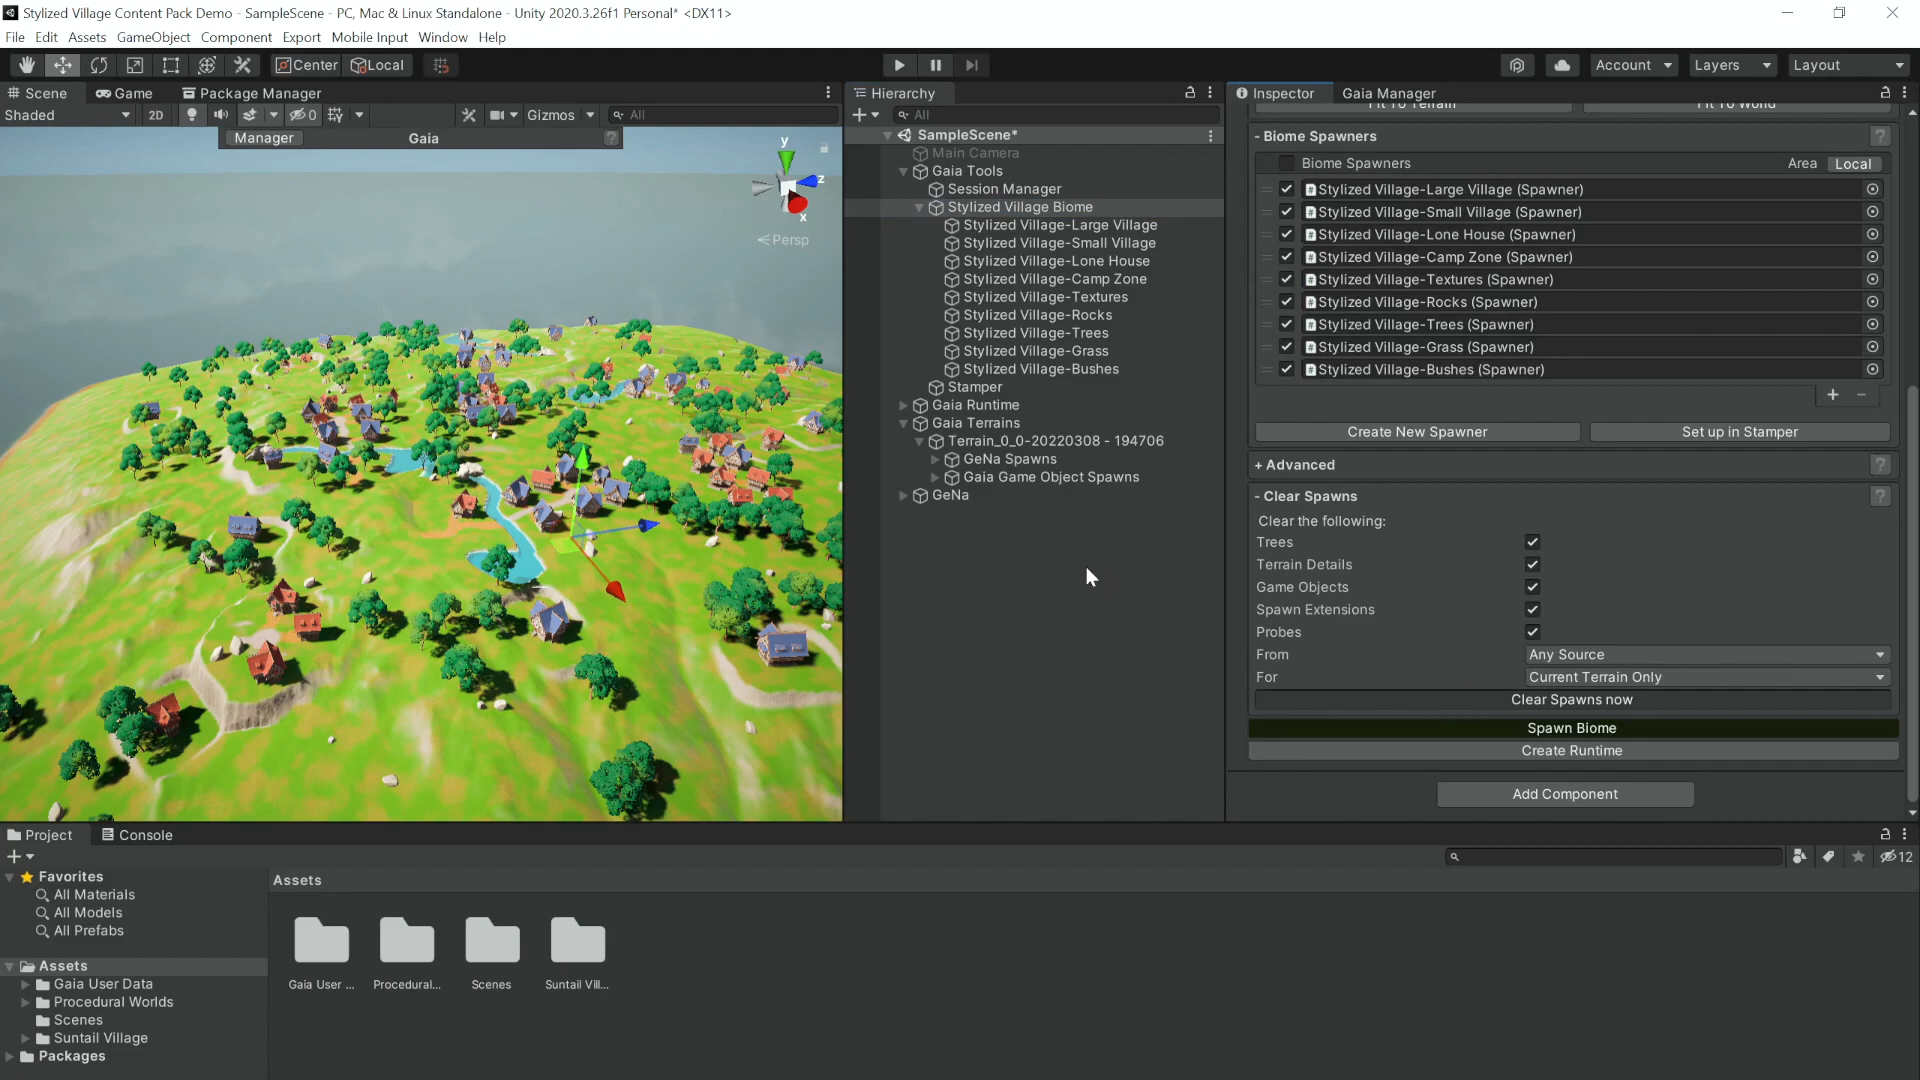 Stylized Village Content Pack Demo - SampleScene - PC, Mac & Linux Standalone - Unity 2020.3.26f1 Personal* <DX11>
File Edit Assets GameObject Component Export Mobile Input Window Help
Center Local Account Layers Layout
Scene Game Package Manager
Shaded 2D 0 Gizmos All
Manager Gaia ?
y
z
x
Persp
Hierarchy
All
SampleScene*
Main Camera
Gaia Tools
Session Manager
Stylized Village Biome
Stylized Village-Large Village
Stylized Village-Small Village
Stylized Village-Lone House
Stylized Village-Camp Zone
Stylized Village-Textures
Stylized Village-Rocks
Stylized Village-Trees
Stylized Village-Grass
Stylized Village-Bushes
Stamper
Gaia Runtime
Gaia Terrains
Terrain_0_0-20220308 - 194706
GeNa Spawns
Gaia Game Object Spawns
GeNa
Inspector Gaia Manager
Fit To Terrain Fit To World
- Biome Spawners ?
Biome Spawners Area Local
Stylized Village-Large Village (Spawner)
Stylized Village-Small Village (Spawner)
Stylized Village-Lone House (Spawner)
Stylized Village-Camp Zone (Spawner)
Stylized Village-Textures (Spawner)
Stylized Village-Rocks (Spawner)
Stylized Village-Trees (Spawner)
Stylized Village-Grass (Spawner)
Stylized Village-Bushes (Spawner)
+ -
Create New Spawner Set up in Stamper
+ Advanced ?
- Clear Spawns ?
Clear the following:
Trees
Terrain Details
Game Objects
Spawn Extensions
Probes
From Any Source
For Current Terrain Only
Clear Spawns now
Spawn Biome
Create Runtime
Add Component
Project Console
12
Favorites
All Materials
All Models
All Prefabs
Assets
Gaia User Data
Procedural Worlds
Scenes
Suntail Village
Packages
Assets
Gaia User ... Procedural... Scenes Suntail Vill...